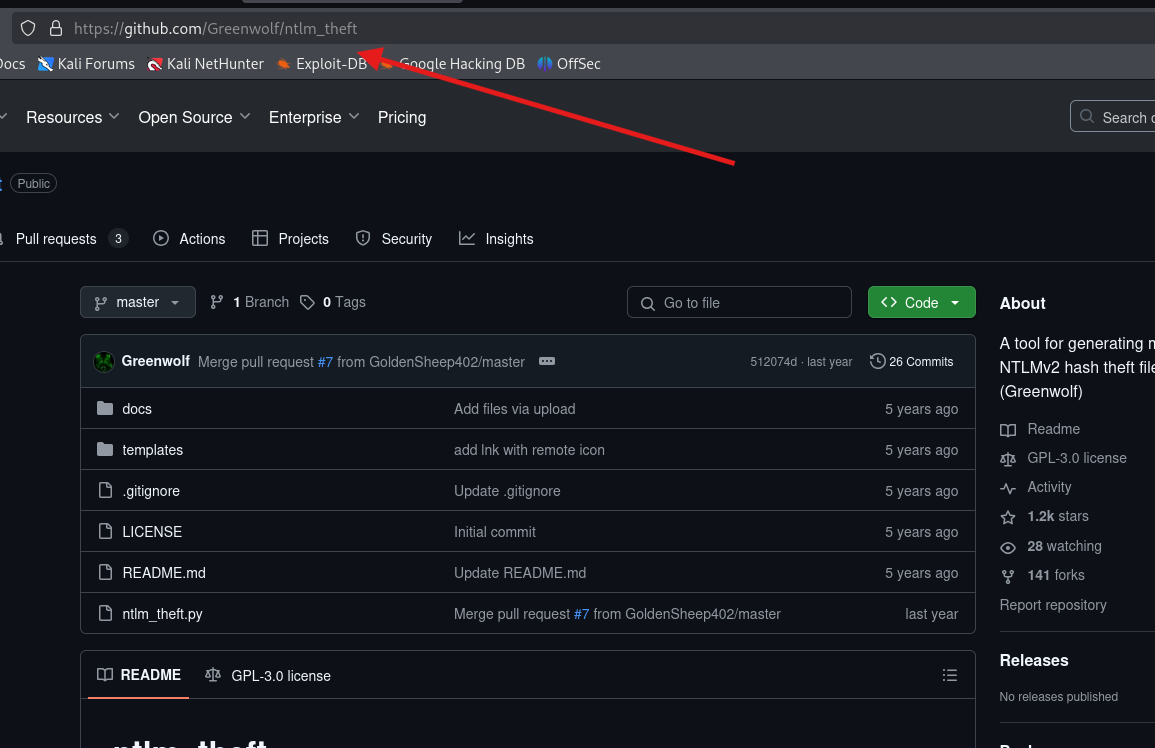 https://github.com/Greenwolf/ntlm_theft
Docs Kali Forums Kali NetHunter Exploit-DB Google Hacking DB OffSec
Resources Open Source Enterprise Pricing Search
Public
Pull requests 3 Actions Projects Security Insights
master 1 Branch 0 Tags Go to file Code
Greenwolf Merge pull request #7 from GoldenSheep402/master 512074d · last year 26 Commits
docs Add files via upload 5 years ago
templates add lnk with remote icon 5 years ago
.gitignore Update .gitignore 5 years ago
LICENSE Initial commit 5 years ago
README.md Update README.md 5 years ago
ntlm_theft.py Merge pull request #7 from GoldenSheep402/master last year
README GPL-3.0 license
ntlm_theft
About
A tool for generating
NTLMv2 hash theft
(Greenwolf)
Readme
GPL-3.0 license
Activity
1.2k stars
28 watching
141 forks
Report repository
Releases
No releases published